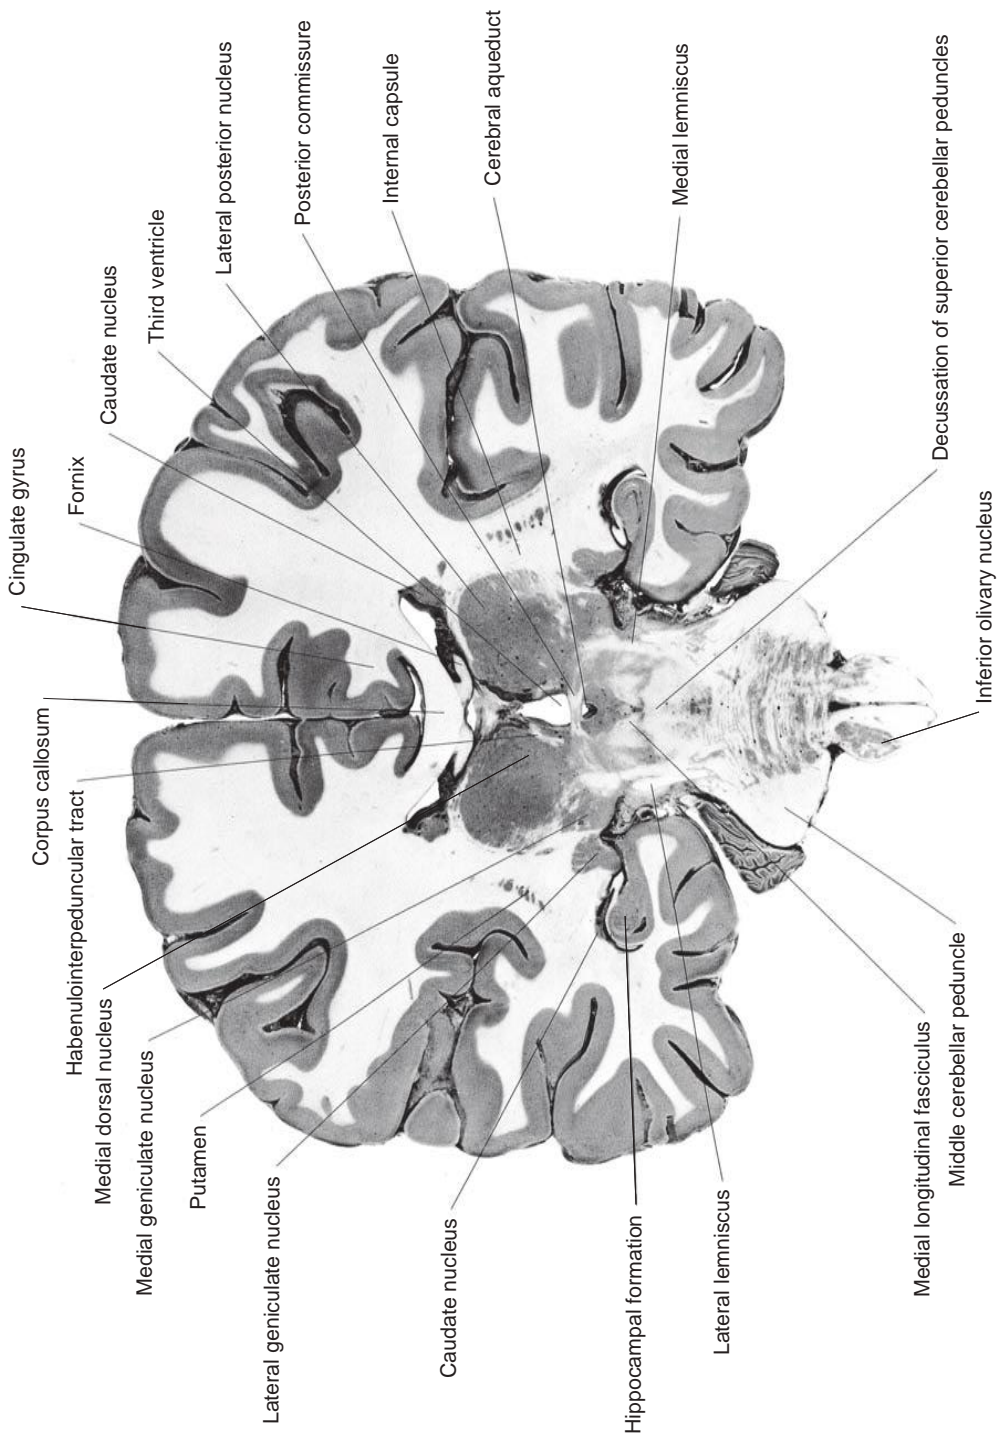 Cingulate gyrus
Fornix
Caudate nucleus
Third ventricle
Lateral posterior nucleus
Posterior commissure
Internal capsule
Cerebral aqueduct
Medial lemniscus
Decussation of superior cerebellar peduncles
Inferior olivary nucleus
Corpus callosum
Habenulointerpeduncular tract
Medial dorsal nucleus
Medial geniculate nucleus
Putamen
Lateral geniculate nucleus
Caudate nucleus
Hippocampal formation
Lateral lemniscus
Medial longitudinal fasciculus
Middle cerebellar peduncle